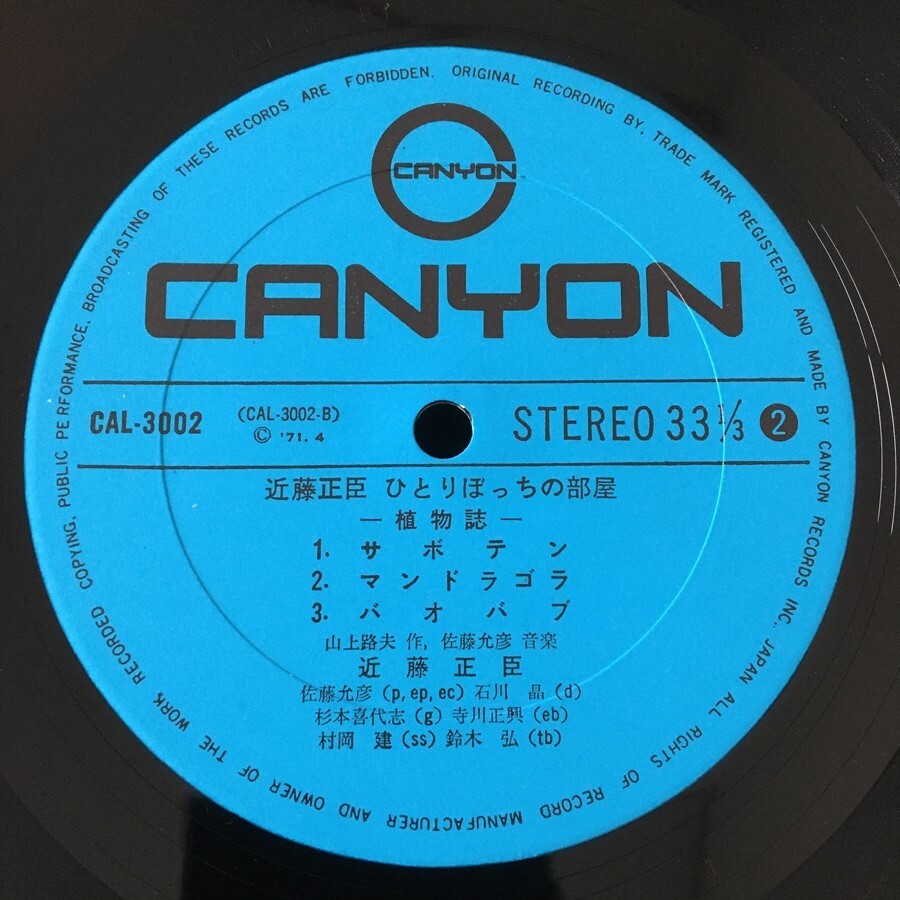 CANYON
CANYON
CAL-3002 (CAL-3002-B) STEREO 33 1/3 2
© '71.4
近藤正臣 ひとりぼっちの部屋
—植物誌—
1. サボテン
2. マンドラゴラ
3. バオバブ
山上路夫 作, 佐藤允彦 音楽
近藤正臣
佐藤允彦(p, ep, ec) 石川 晶(d)
杉本喜代志(g) 寺川正興(eb)
村岡 建(ss) 鈴木 弘(tb)
ORIGINAL RECORDING BY, TRADE MARK REGISTERED AND MADE BY CANYON RECORDS INC., JAPAN ALL RIGHTS OF RECORD MANUFACTURER AND OWNER OF THE WORK RECORDED COPYING, PUBLIC PERFORMANCE, BROADCASTING OF THESE RECORDS ARE FORBIDDEN.